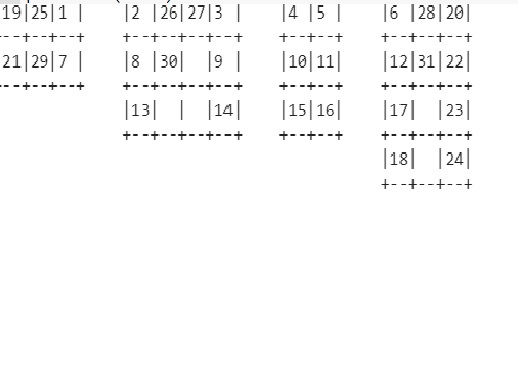 19|25|1 |    |2 |26|27|3 |    |4 |5 |    |6 |28|20|
--+--+--+    +--+--+--+--+    +--+--+    +--+--+--+
21|29|7 |    |8 |30|  |9 |    |10|11|    |12|31|22|
--+--+--+    +--+--+--+--+    +--+--+    +--+--+--+
|13|  |  |14|    |15|16|    |17|  |23|
+--+--+--+--+    +--+--+    +--+--+--+
|18|  |24|
+--+--+--+